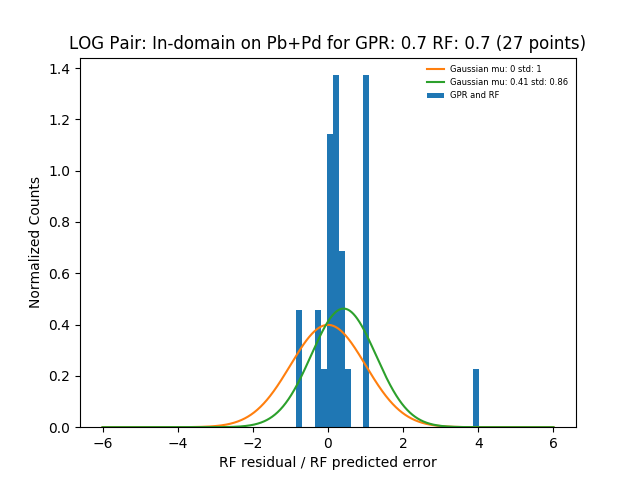 LOG Pair: In-domain on Pb+Pd for GPR: 0.7 RF: 0.7 (27 points)
Gaussian mu: 0 std: 1
Gaussian mu: 0.41 std: 0.86
GPR and RF
Normalized Counts
1.4
1.2
1.0
0.8
0.6
0.4
0.2
0.0
−6 −4 −2 0 2 4 6
RF residual / RF predicted error